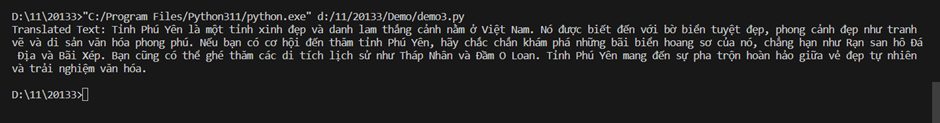 D:\11\20133>"C:/Program Files/Python311/python.exe" d:/11/20133/Demo/demo3.py
Translated Text: Tỉnh Phú Yên là một tỉnh xinh đẹp và danh lam thắng cảnh nằm ở Việt Nam. Nó được biết đến với bờ biển tuyệt đẹp, phong cảnh đẹp như tranh
vẽ và di sản văn hóa phong phú. Nếu bạn có cơ hội đến thăm tỉnh Phú Yên, hãy chắc chắn khám phá những bãi biển hoang sơ của nó, chẳng hạn như Rạn san hô Đá
Địa và Bãi Xép. Bạn cũng có thể ghé thăm các di tích lịch sử như Tháp Nhân và Đầm O Loan. Tỉnh Phú Yên mang đến sự pha trộn hoàn hảo giữa vẻ đẹp tự nhiên
và trải nghiệm văn hóa.
D:\11\20133>